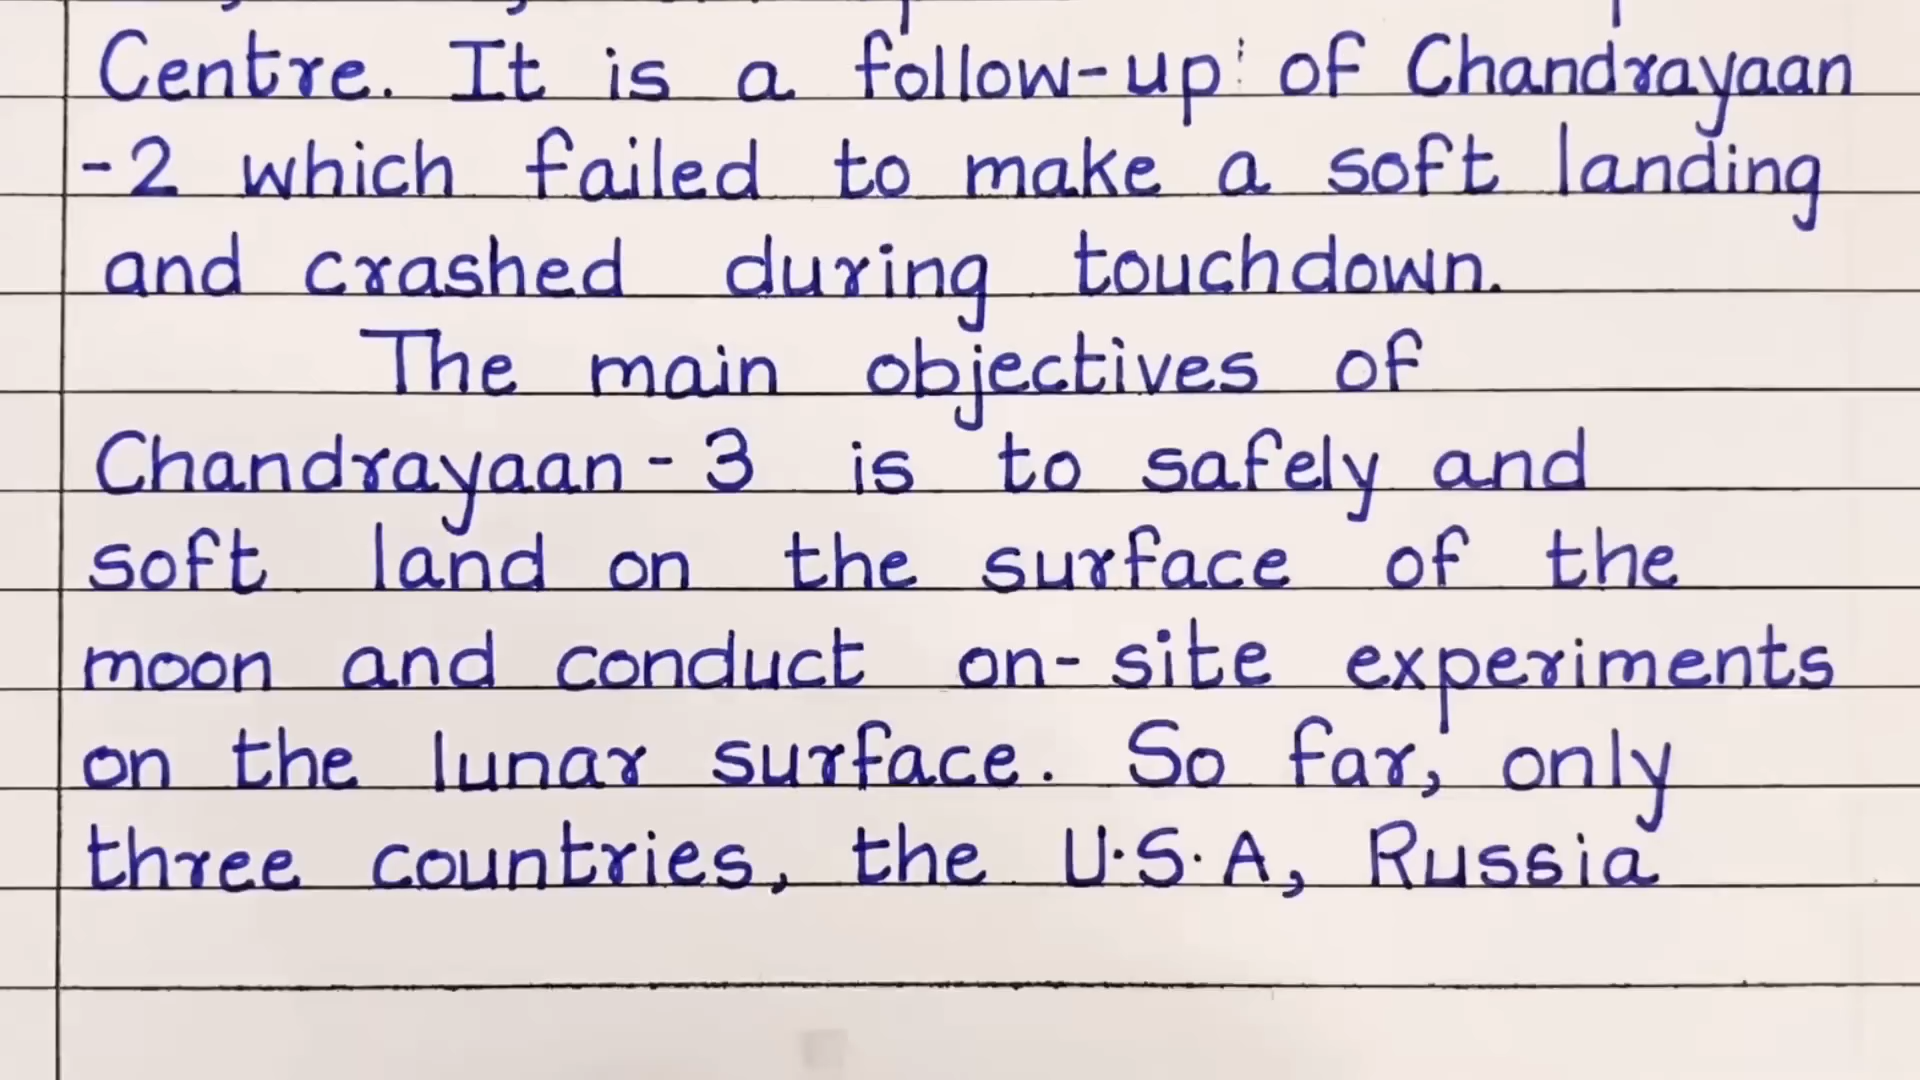 Centre. It is a follow-up of Chandrayaan
-2 which failed to make a soft landing
and crashed during touchdown.
The main objectives of
Chandrayaan-3 is to safely and
soft land on the surface of the
moon and conduct on-site experiments
on the lunar surface. So far, only
three countries, the U.S.A, Russia